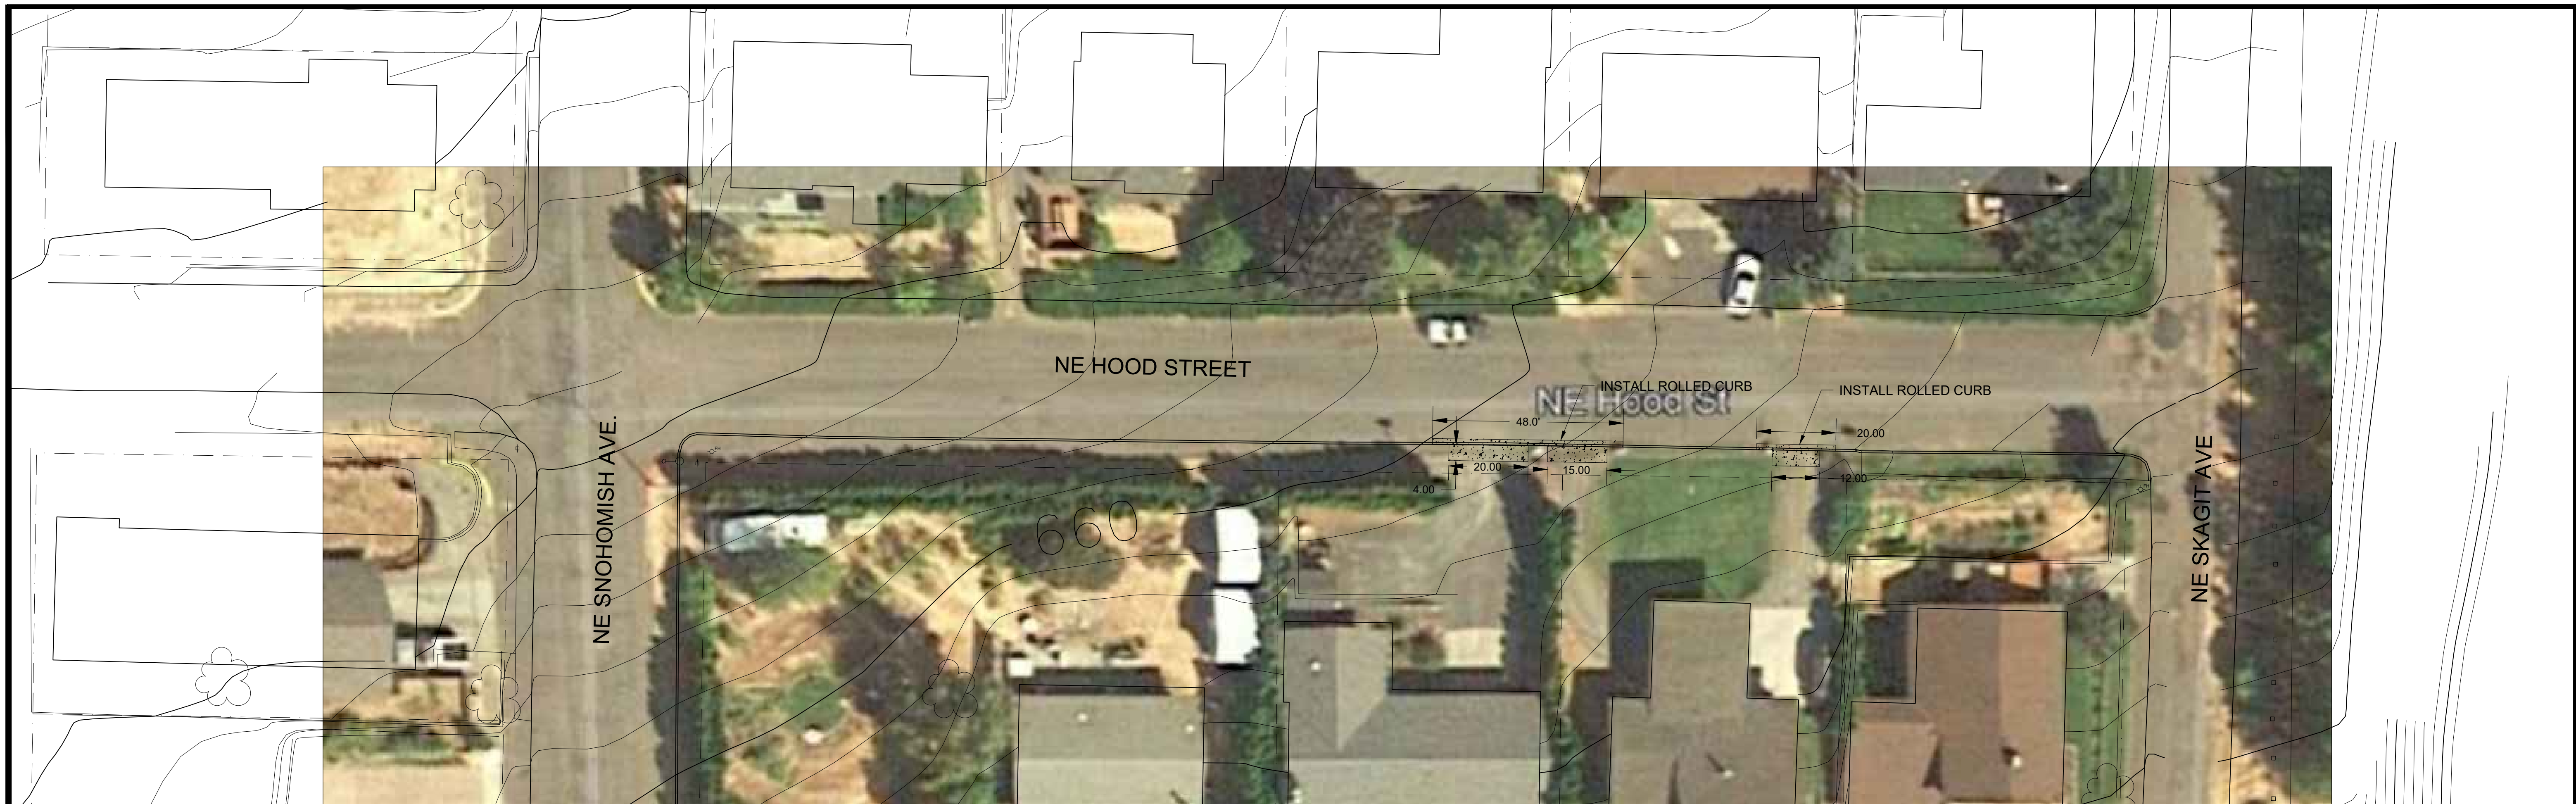 NE HOOD STREET
INSTALL ROLLED CURB
INSTALL ROLLED CURB
NE Hood St
48.0'
20.00
20.00
15.00
4.00
12.00
660
NE SNOHOMISH AVE.
NE SKAGIT AVE